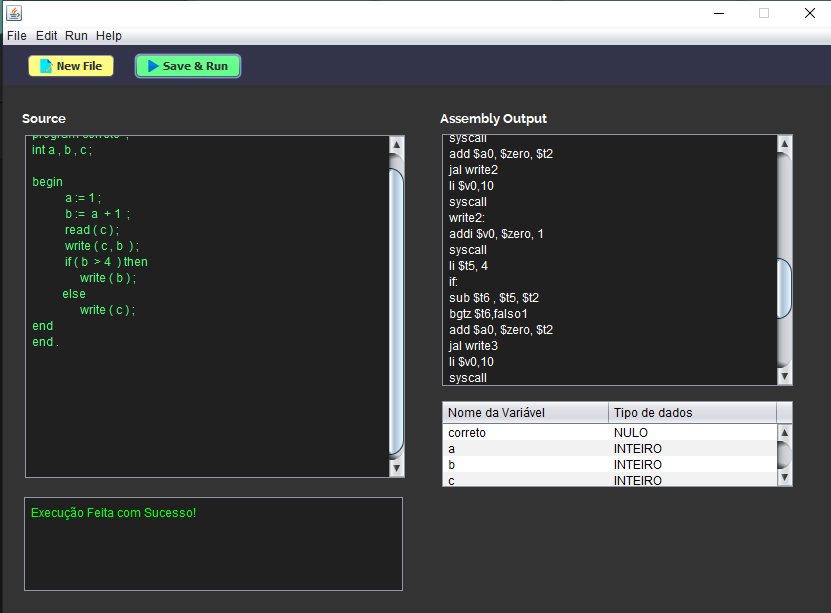 File Edit Run Help
New File
Save & Run
Source
program correto ;
int a , b , c ;
begin
a := 1 ;
b := a + 1 ;
read ( c ) ;
write ( c , b ) ;
if ( b > 4 ) then
write ( b ) ;
else
write ( c ) ;
end
end .
Execução Feita com Sucesso!
Assembly Output
syscall
add $a0, $zero, $t2
jal write2
li $v0,10
syscall
write2:
addi $v0, $zero, 1
syscall
li $t5, 4
if:
sub $t6 , $t5, $t2
bgtz $t6,falso1
add $a0, $zero, $t2
jal write3
li $v0,10
syscall
Nome da Variável Tipo de dados
correto NULO
a INTEIRO
b INTEIRO
c INTEIRO